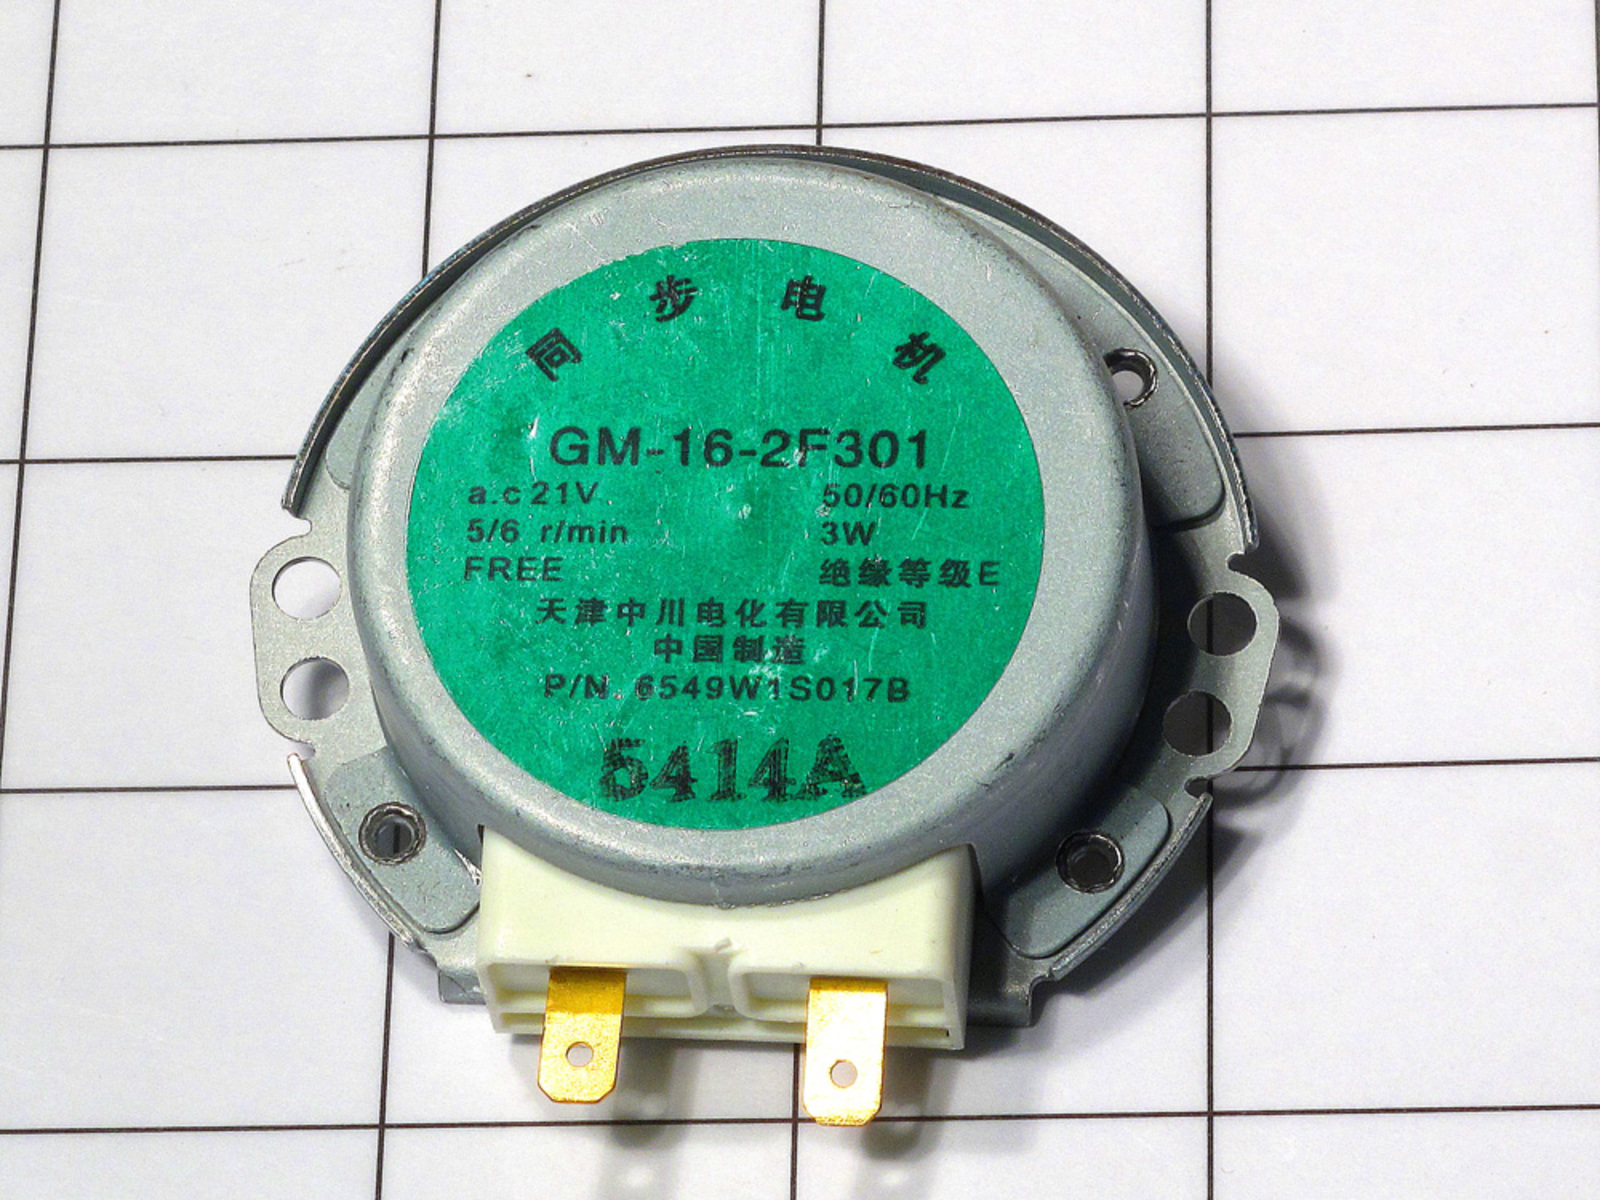 同步电机
GM-16-2F301
a.c 21V 50/60Hz
5/6 r/min 3W
FREE 绝缘等级E
天津中川电化有限公司
中国制造
P/N. 6549W1S017B
5414A